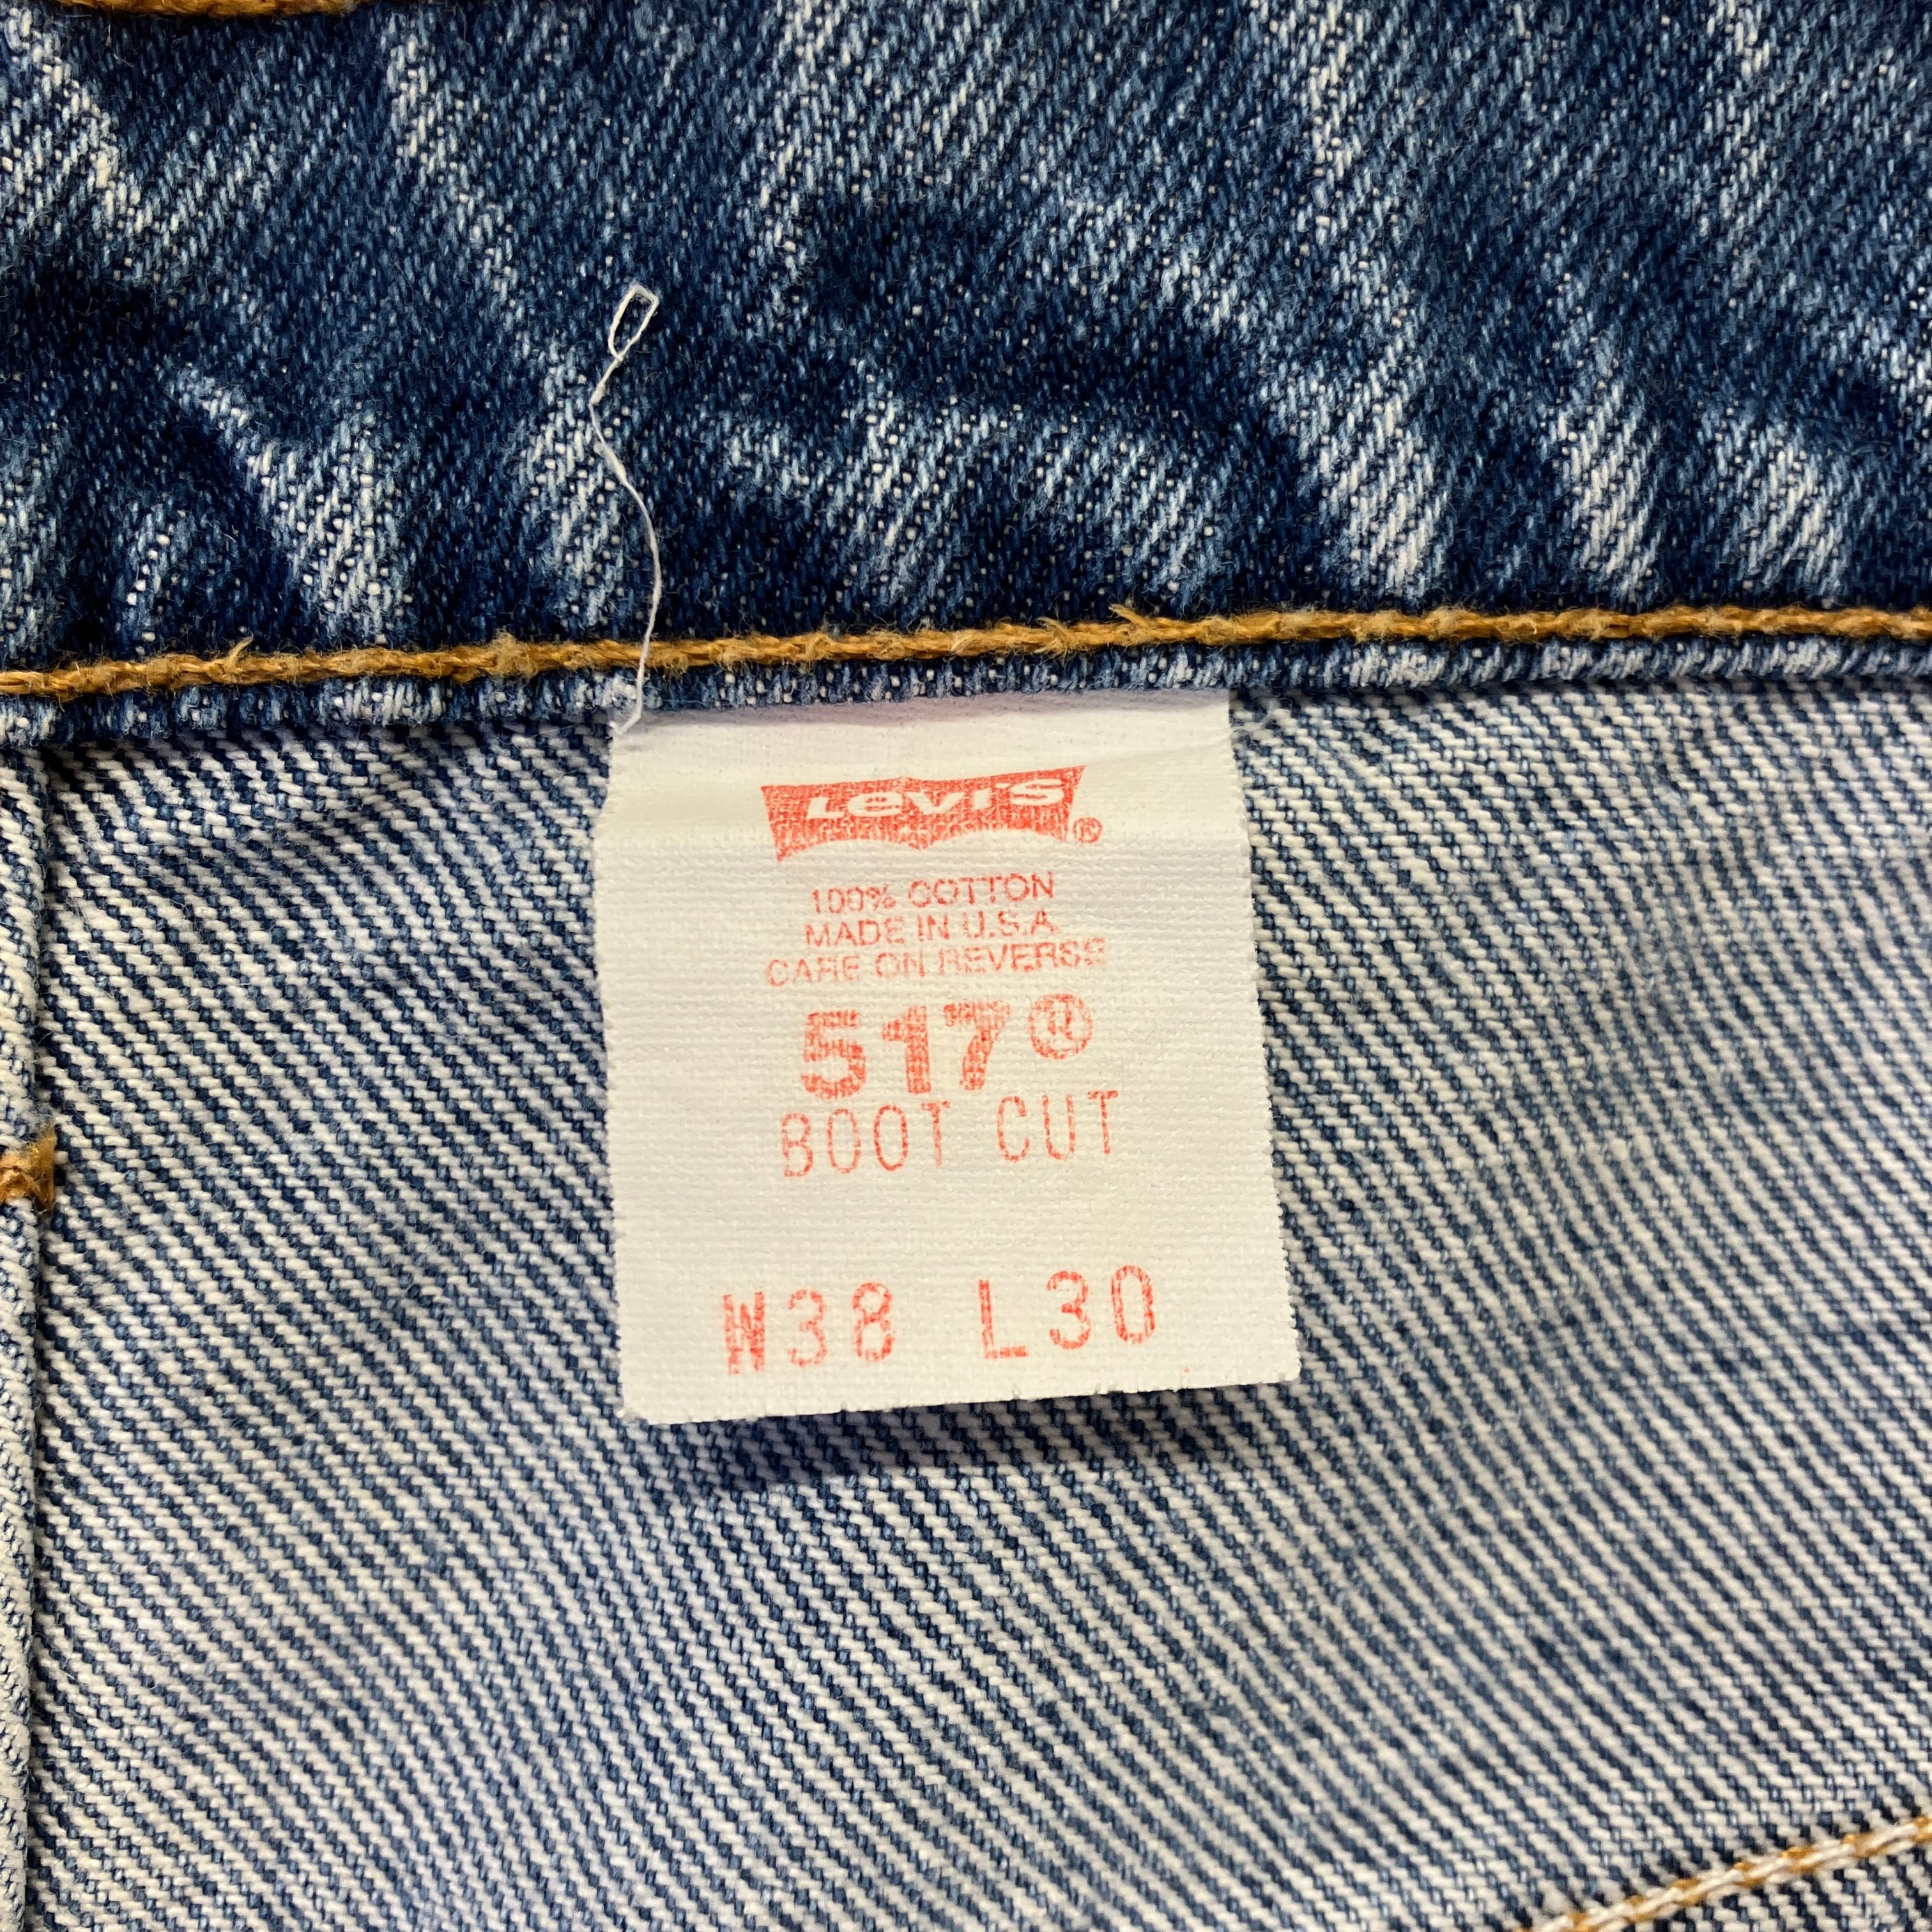 Levi's®
100% COTTON
MADE IN U.S.A.
CARE ON REVERSE
517®
BOOT CUT
W38 L30